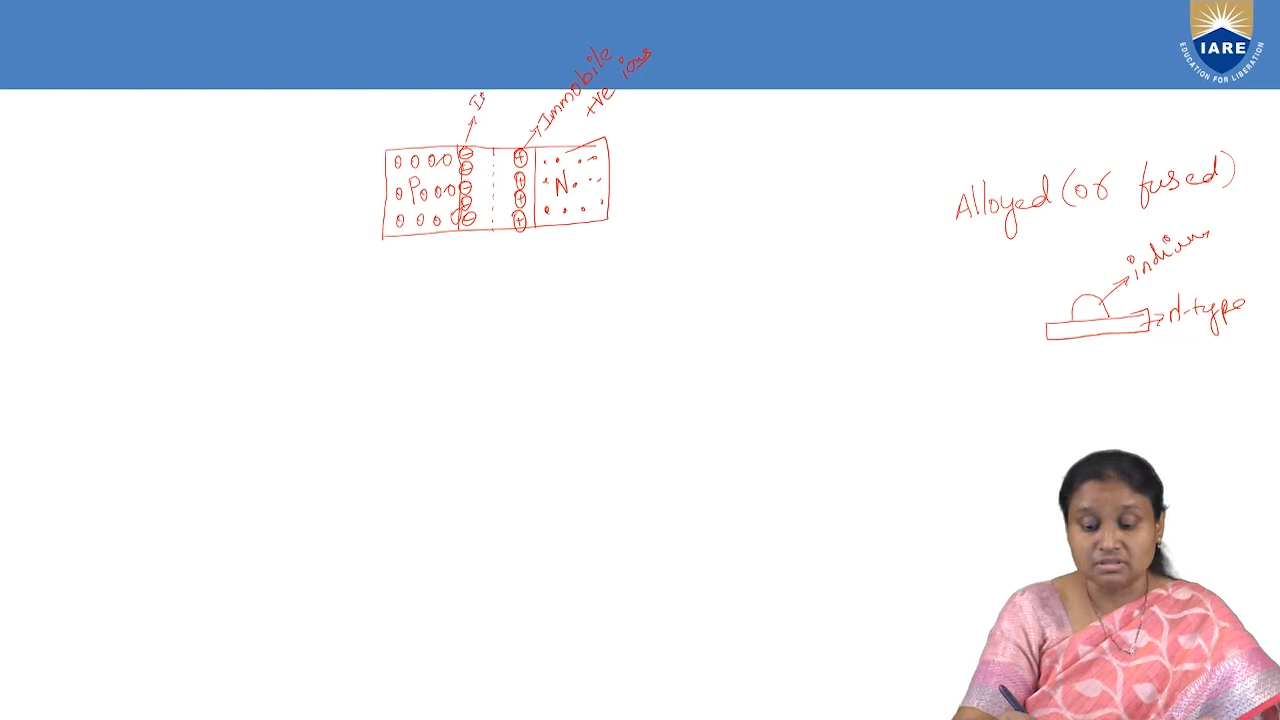 IARE
EDUCATION FOR LIBERATION
Immobile
+ve ions
P
N
Alloyed (or fused)
indium
N-type